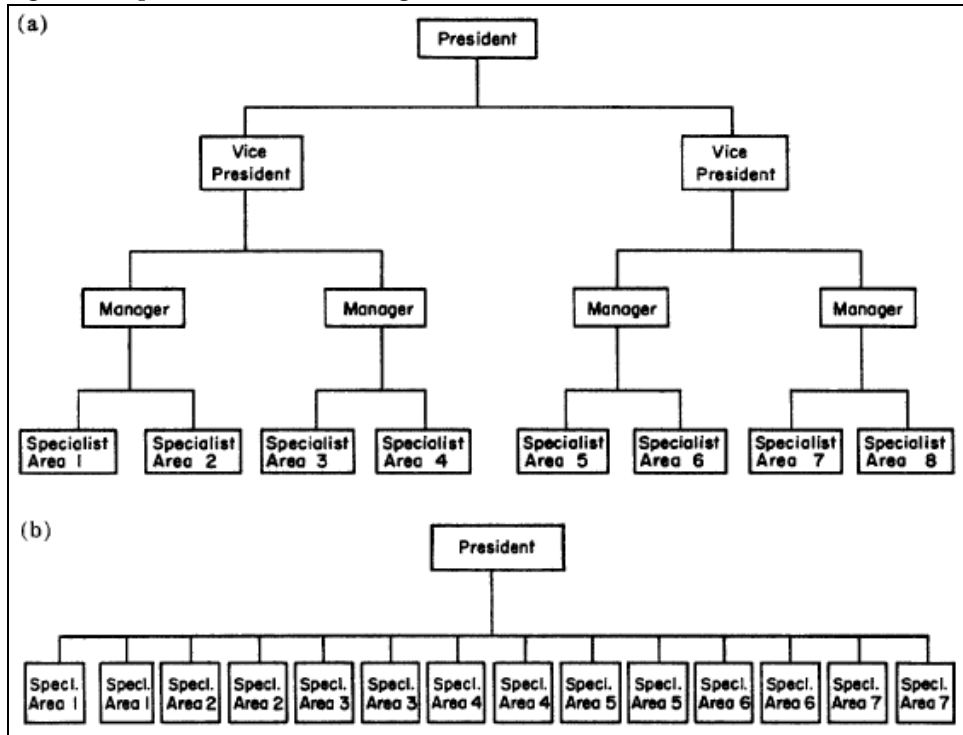 (a)
President
Vice
President
Vice
President
Manager
Manager
Manager
Manager
Specialist
Area 1
Specialist
Area 2
Specialist
Area 3
Specialist
Area 4
Specialist
Area 5
Specialist
Area 6
Specialist
Area 7
Specialist
Area 8
(b)
President
Specl.
Area 1
Specl.
Area 1
Specl.
Area 2
Specl.
Area 2
Specl.
Area 3
Specl.
Area 3
Specl.
Area 4
Specl.
Area 4
Specl.
Area 5
Specl.
Area 5
Specl.
Area 6
Specl.
Area 6
Specl.
Area 7
Specl.
Area 7